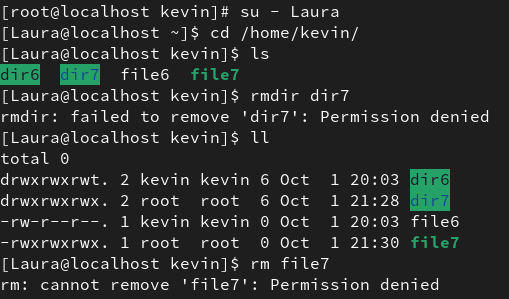 [root@localhost kevin]# su - Laura
[Laura@localhost ~]$ cd /home/kevin/
[Laura@localhost kevin]$ ls
dir6  dir7  file6  file7
[Laura@localhost kevin]$ rmdir dir7
rmdir: failed to remove 'dir7': Permission denied
[Laura@localhost kevin]$ ll
total 0
drwxrwxrwt. 2 kevin kevin 6 Oct  1 20:03 dir6
drwxrwxrwx. 2 root  root  6 Oct  1 21:28 dir7
-rw-r--r--. 1 kevin kevin 0 Oct  1 20:03 file6
-rwxrwxrwx. 1 root  root  0 Oct  1 21:30 file7
[Laura@localhost kevin]$ rm file7
rm: cannot remove 'file7': Permission denied